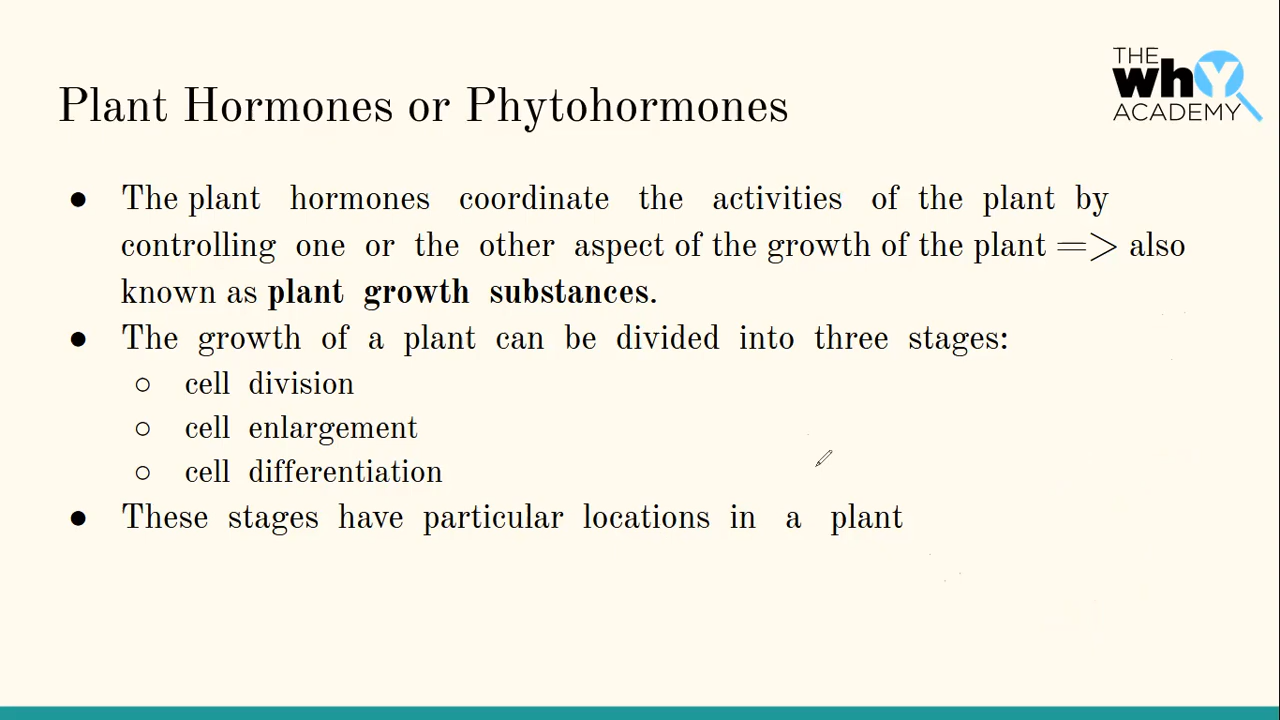 THE
whY
ACADEMY
Plant Hormones or Phytohormones
● The plant hormones coordinate the activities of the plant by
controlling one or the other aspect of the growth of the plant => also
known as plant growth substances.
● The growth of a plant can be divided into three stages:
○ cell division
○ cell enlargement
○ cell differentiation
● These stages have particular locations in a plant